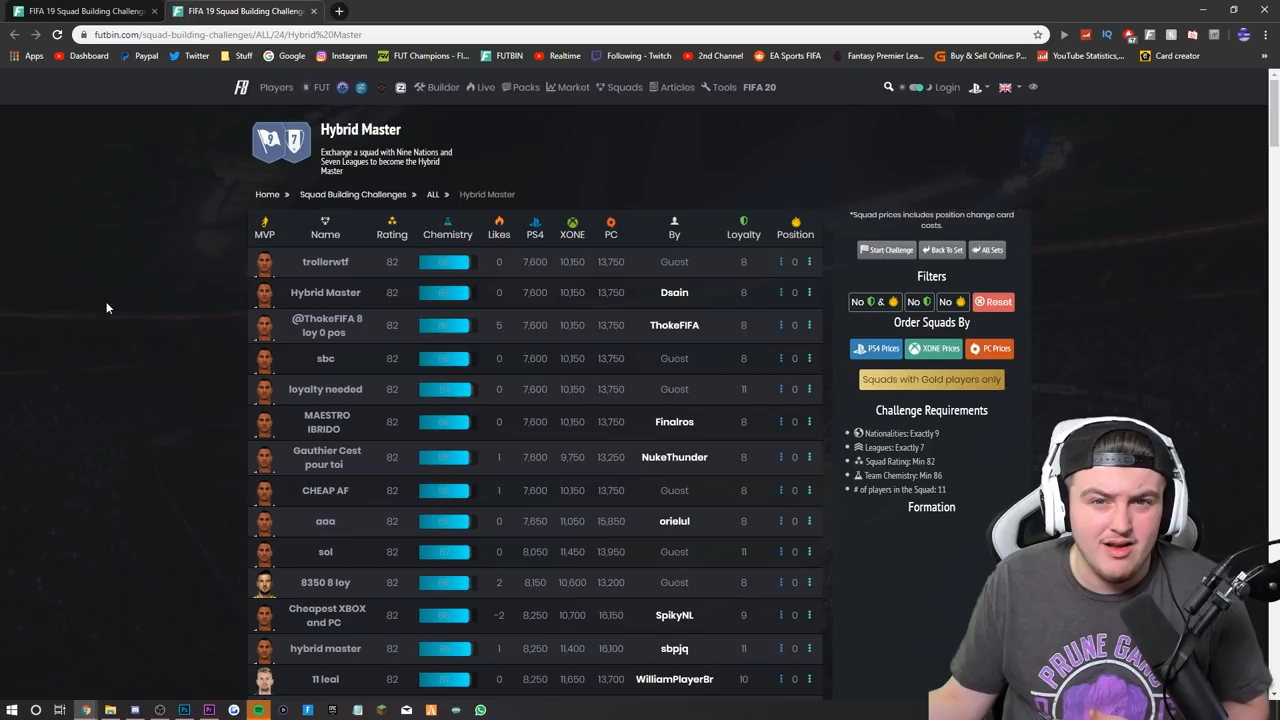 FIFA 19 Squad Building Challeng
FIFA 19 Squad Building Challeng
futbin.com/squad-building-challenges/ALL/24/Hybrid%20Master
67
Apps Dashboard Paypal Twitter Stuff Google Instagram FUT Champions - FI... FUTBIN Realtime Following - Twitch 2nd Channel EA Sports FIFA Fantasy Premier Lea... Buy & Sell Online: P... YouTube Statistics,... Card creator »
Players FUT Builder Live Packs Market Squads Articles Tools FIFA 20 Login
9 7
Hybrid Master
Exchange a squad with Nine Nations and
Seven Leagues to become the Hybrid
Master
Home » Squad Building Challenges » ALL » Hybrid Master
MVP Name Rating Chemistry Likes PS4 XONE PC By Loyalty Position
trollerwtf 82 0 7,600 10,150 13,750 Guest 8 0
Hybrid Master 82 0 7,600 10,150 13,750 Dsain 8 0
@ThokeFIFA 8
loy 0 pos 82 5 7,600 10,150 13,750 ThokeFIFA 8 0
sbc 82 0 7,600 10,150 13,750 Guest 8 0
loyalty needed 82 0 7,600 10,150 13,750 Guest 11 0
MAESTRO
IBRIDO 82 0 7,600 10,150 13,750 Finalros 8 0
Gauthier Cest
pour toi 82 1 7,600 9,750 13,250 NukeThunder 8 0
CHEAP AF 82 1 7,600 10,150 13,750 Guest 8 0
aaa 82 0 7,650 11,050 15,850 orielul 8 0
sol 82 87 0 8,050 11,450 13,950 Guest 11 0
8350 8 loy 82 2 8,150 10,600 13,200 Guest 8 0
Cheapest XBOX
and PC 82 -2 8,250 10,700 16,150 SpikyNL 9 0
hybrid master 82 1 8,250 11,400 16,100 sbpjq 11 0
11 leal 82 87 0 8,250 11,650 13,700 WilliamPlayerBr 10 0
*Squad prices includes position change card
costs.
Start Challenge Back To Set All Sets
Filters
No & No No Reset
Order Squads By
PS4 Prices XONE Prices PC Prices
Squads with Gold players only
Challenge Requirements
Nationalities: Exactly 9
Leagues: Exactly 7
Squad Rating: Min 82
Team Chemistry: Min 86
# of players in the Squad: 11
Formation
PRUNE GANG